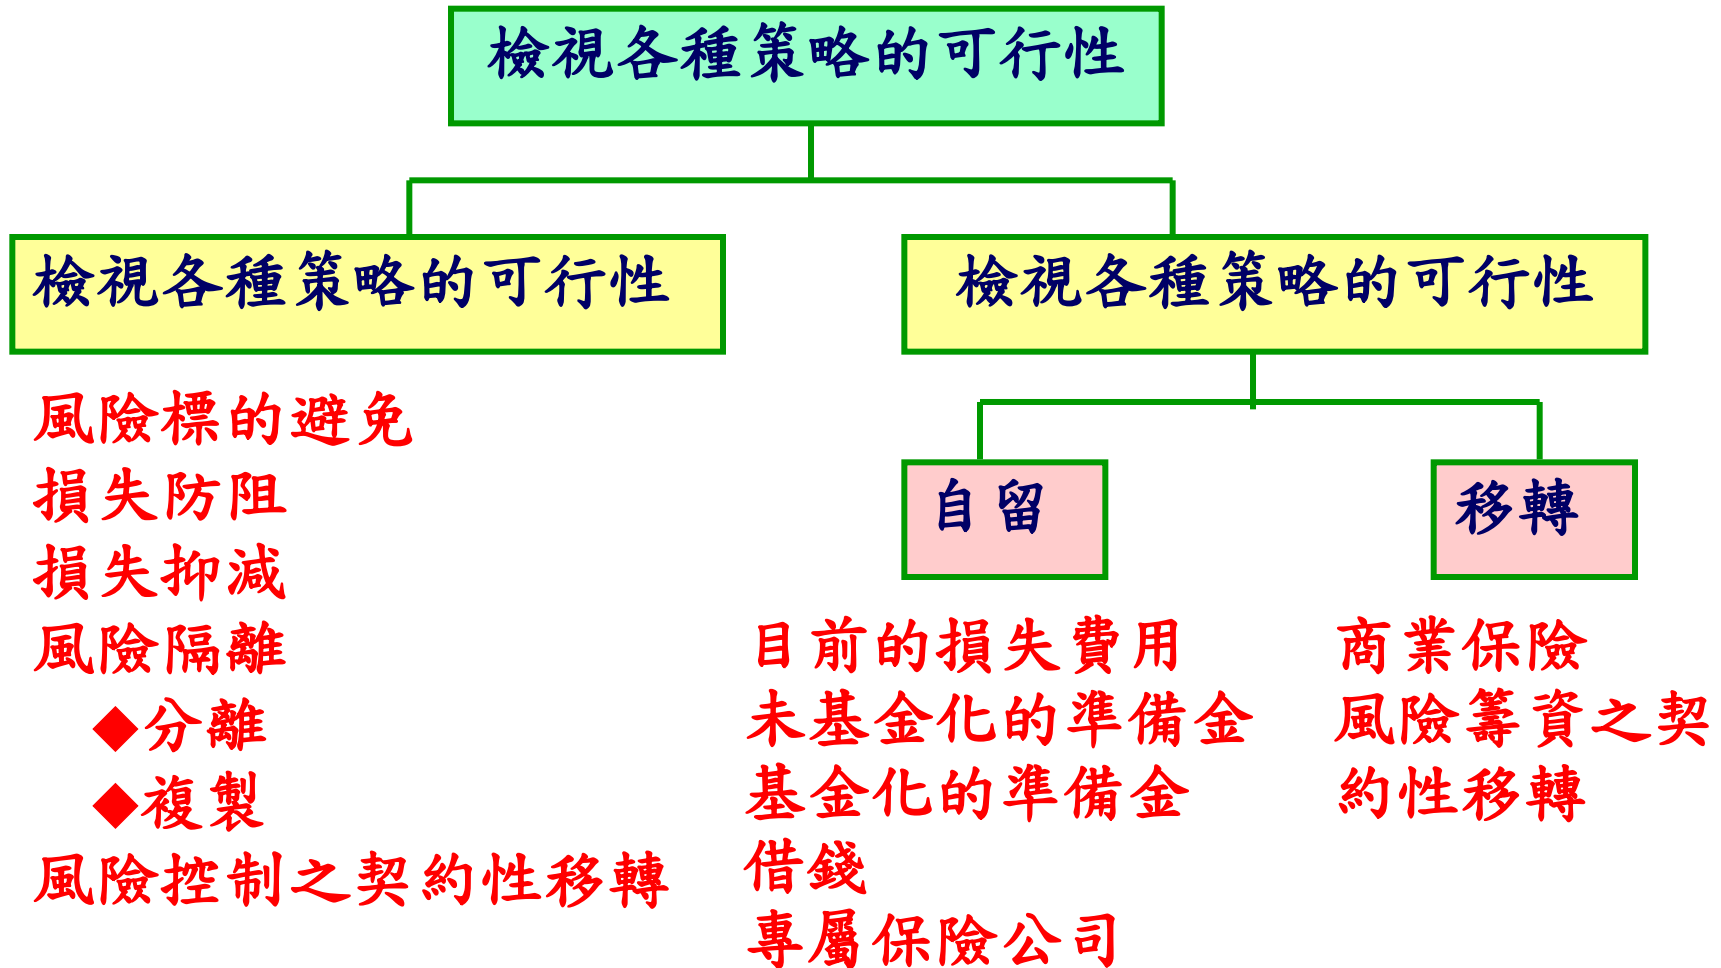 檢視各種策略的可行性
檢視各種策略的可行性
檢視各種策略的可行性
風險標的避免
損失防阻
損失抑減
風險隔離
◆分離
◆複製
風險控制之契約性移轉
自留
目前的損失費用
未基金化的準備金
基金化的準備金
借錢
專屬保險公司
移轉
商業保險
風險籌資之契
約性移轉